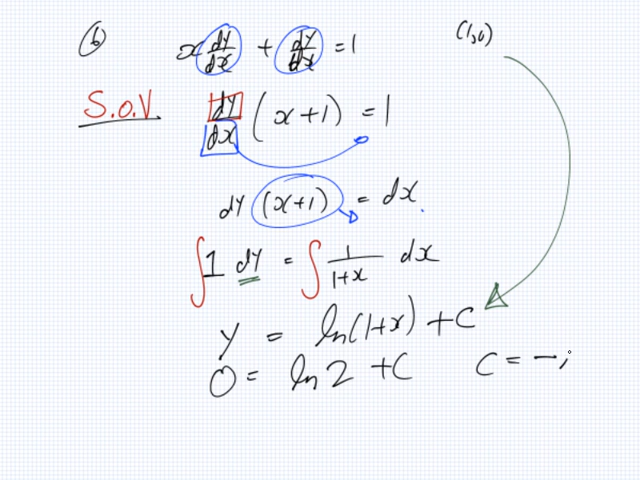 (b) x dy/dx + dy/dx = 1 (1,0)
S.O.V dy/dx (x+1) = 1
dy (x+1) = dx.
∫ 1 dy = ∫ 1/(1+x) dx
y = ln(1+x) + C
0 = ln 2 + C C = -